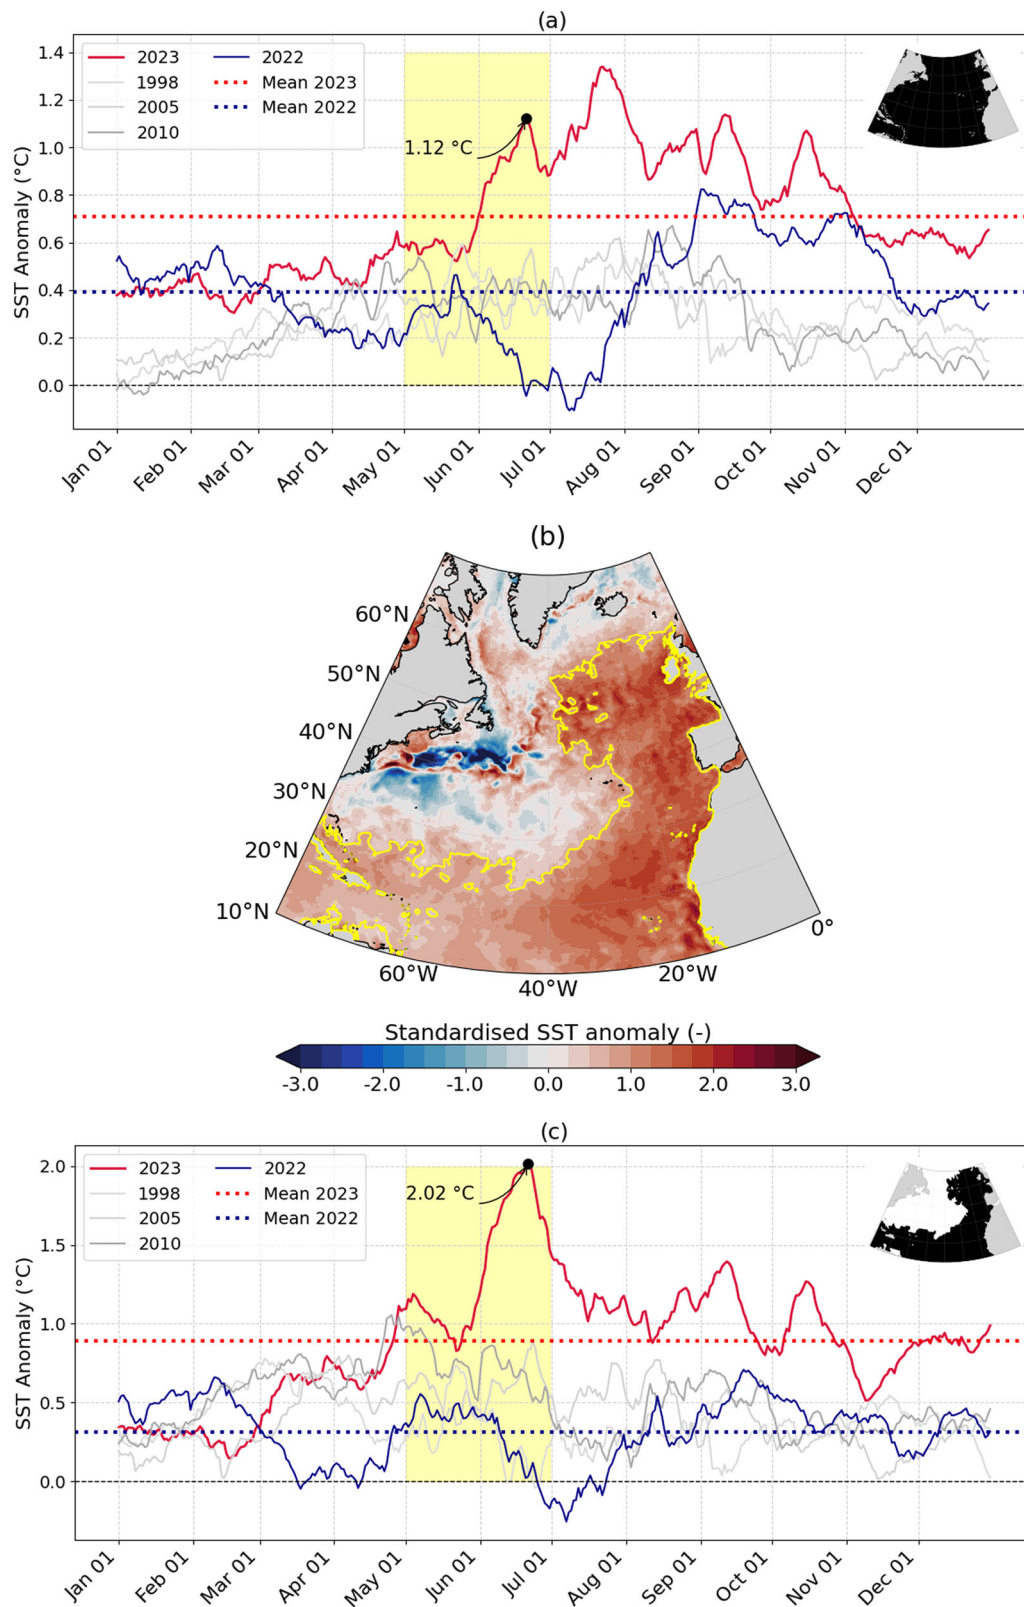 (a)
SST Anomaly (°C)
1.4
1.2
1.0
0.8
0.6
0.4
0.2
0.0
2023
1998
2005
2010
2022
Mean 2023
Mean 2022
1.12 °C
Jan 01
Feb 01
Mar 01
Apr 01
May 01
Jun 01
Jul 01
Aug 01
Sep 01
Oct 01
Nov 01
Dec 01
(b)
60°N
50°N
40°N
30°N
20°N
10°N
0°
60°W
40°W
20°W
Standardised SST anomaly (-)
-3.0 -2.0 -1.0 0.0 1.0 2.0 3.0
(c)
SST Anomaly (°C)
2.0
1.5
1.0
0.5
0.0
2023
1998
2005
2010
2022
Mean 2023
Mean 2022
2.02 °C
Jan 01
Feb 01
Mar 01
Apr 01
May 01
Jun 01
Jul 01
Aug 01
Sep 01
Oct 01
Nov 01
Dec 01